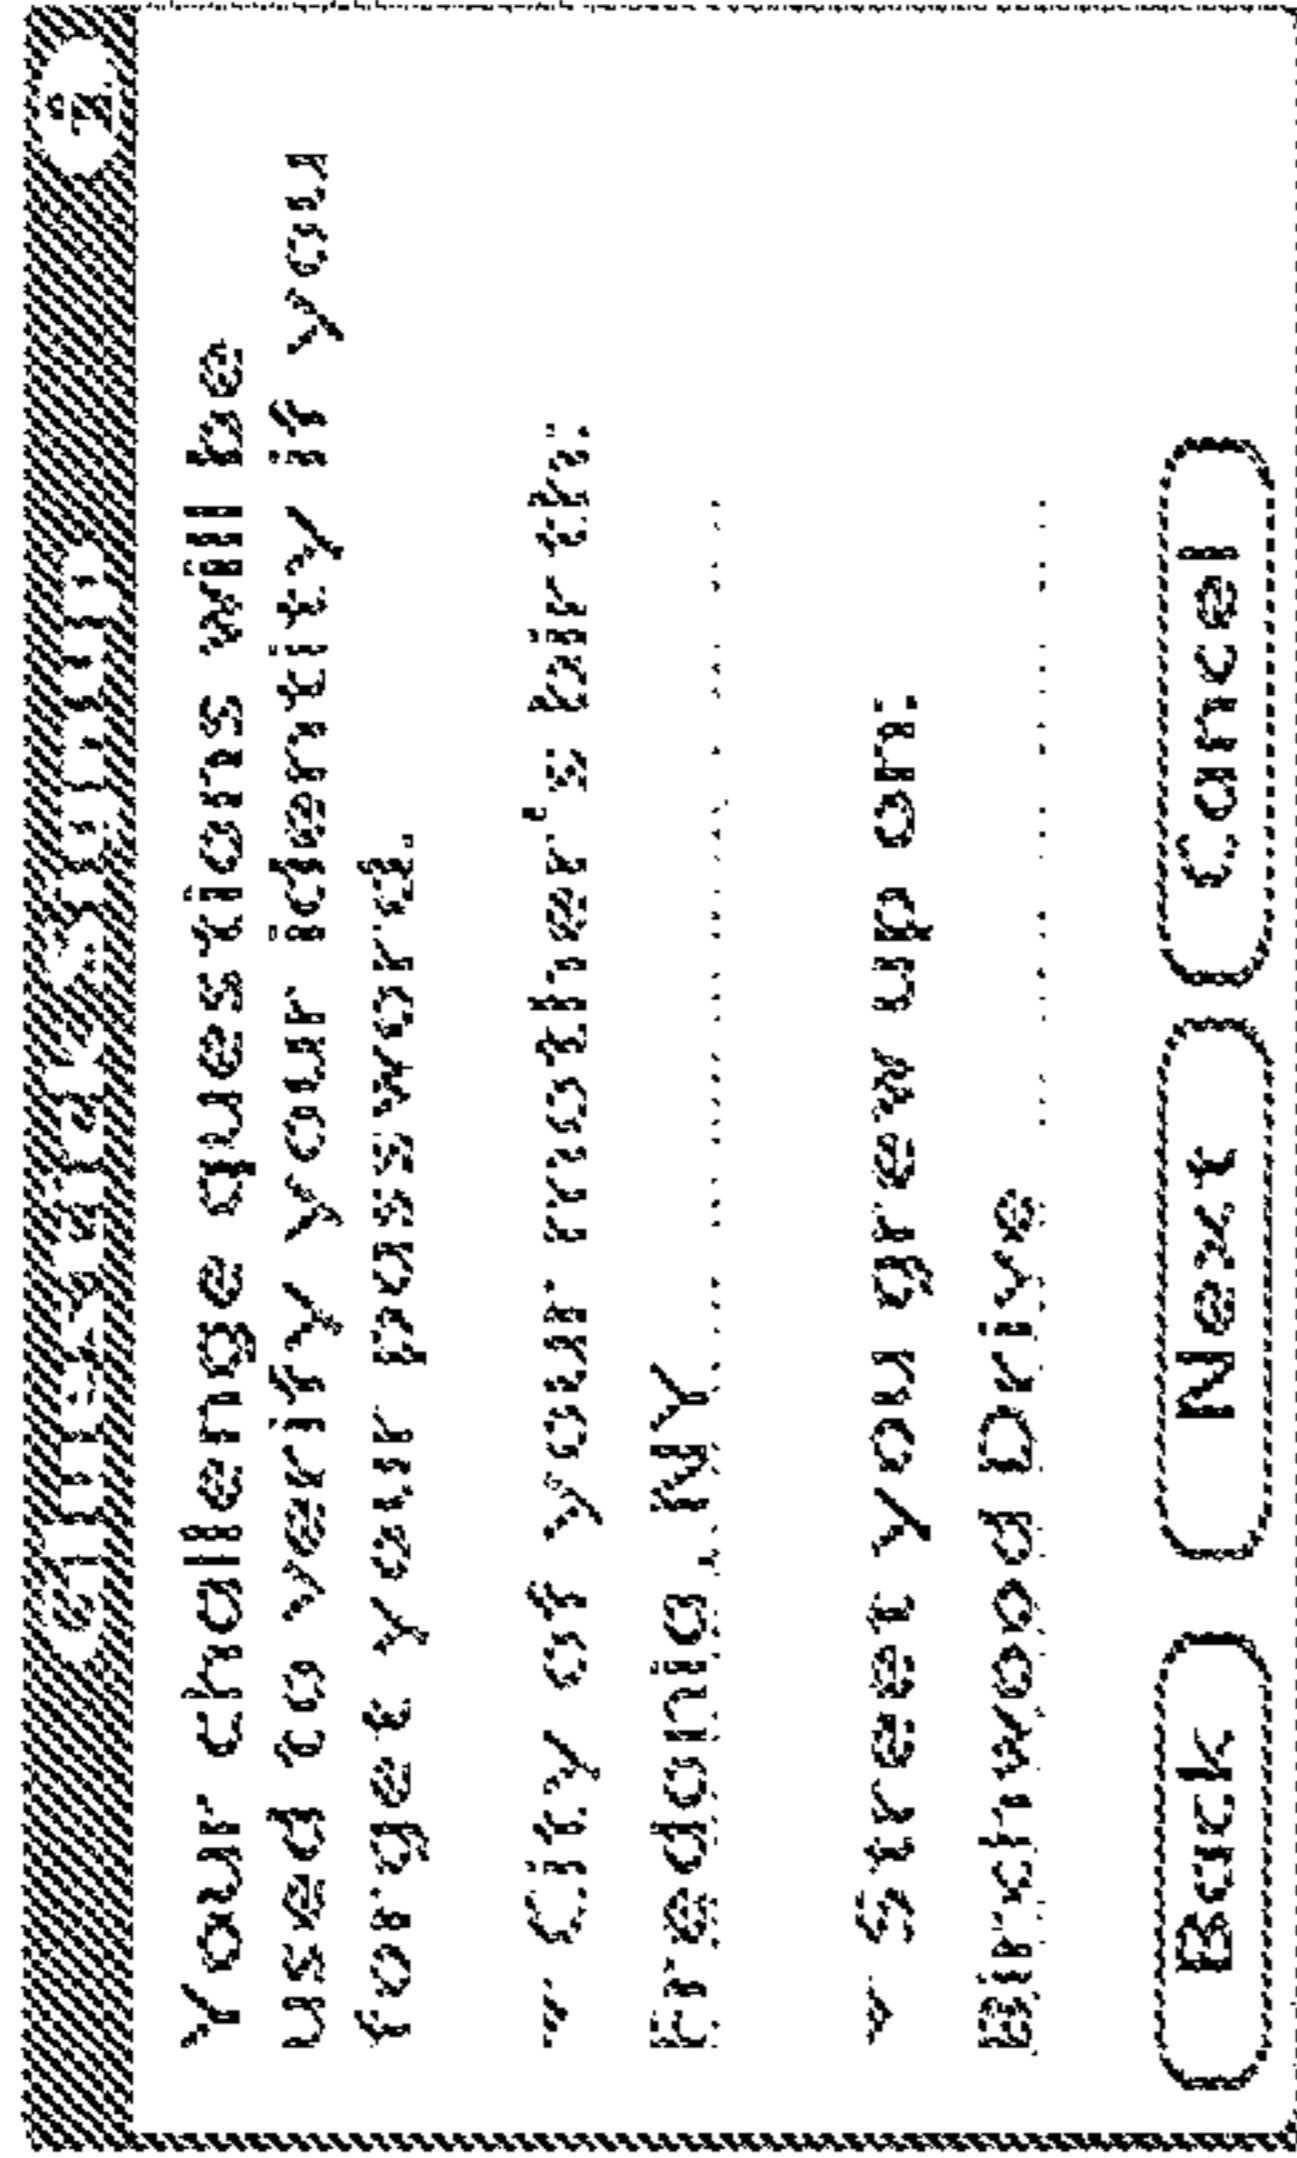 Your challenge questions will be
used to verify your identity if you
forget your password.
City of your mother's birth:
Fredonia, NY
Street you grew up on:
Birchwood Drive
Back Next Cancel